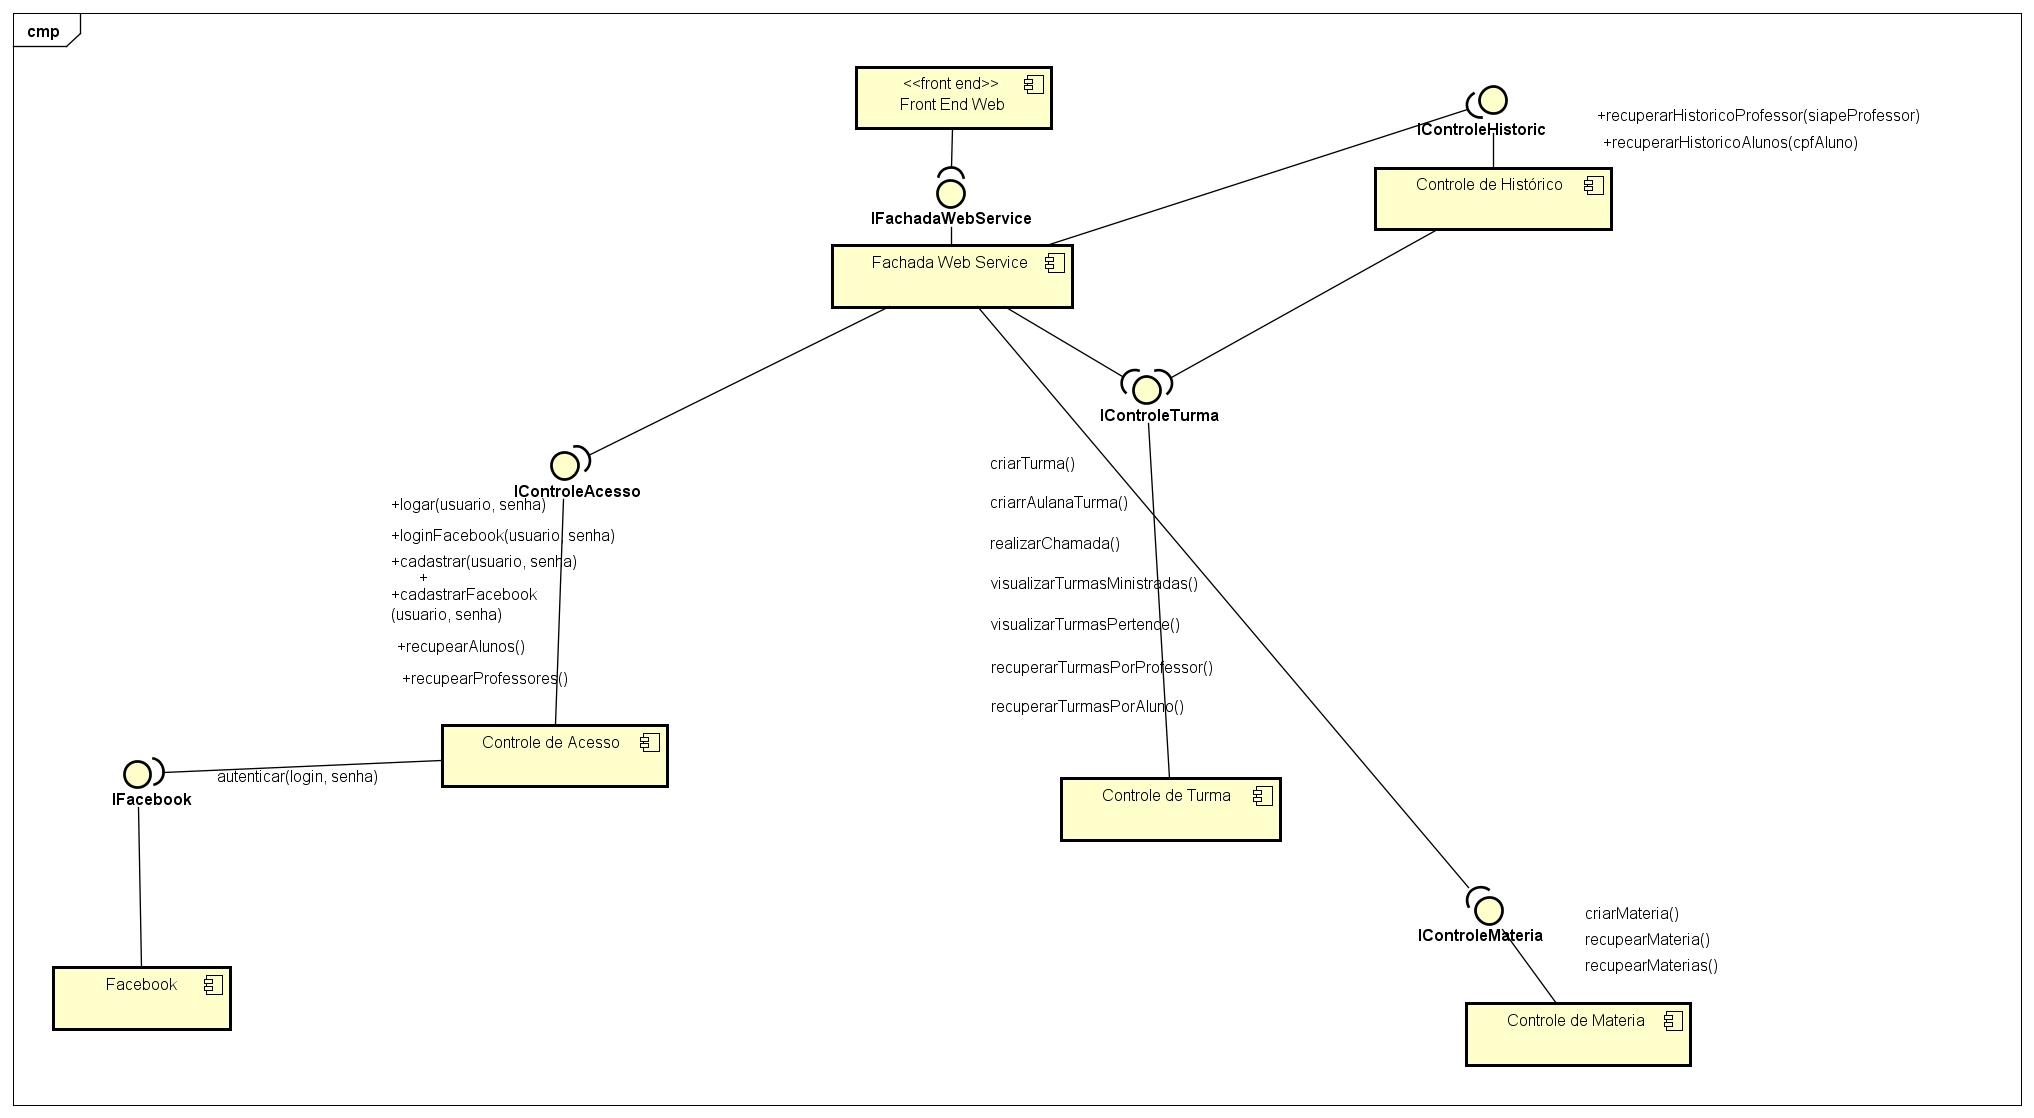 cmp
<<front end>>
Front End Web
IFachadaWebService
Fachada Web Service
IControleHistoric
+recuperarHistoricoProfessor(siapeProfessor)
+recuperarHistoricoAlunos(cpfAluno)
Controle de Histórico
IControleTurma
criarTurma()
criarrAulanaTurma()
realizarChamada()
visualizarTurmasMinistradas()
visualizarTurmasPertence()
recuperarTurmasPorProfessor()
recuperarTurmasPorAluno()
Controle de Turma
IControleAcesso
+logar(usuario, senha)
+loginFacebook(usuario, senha)
+cadastrar(usuario, senha)
+
+cadastrarFacebook
(usuario, senha)
+recupearAlunos()
+recupearProfessores()
Controle de Acesso
autenticar(login, senha)
IFacebook
Facebook
IControleMateria
criarMateria()
recupearMateria()
recupearMaterias()
Controle de Materia